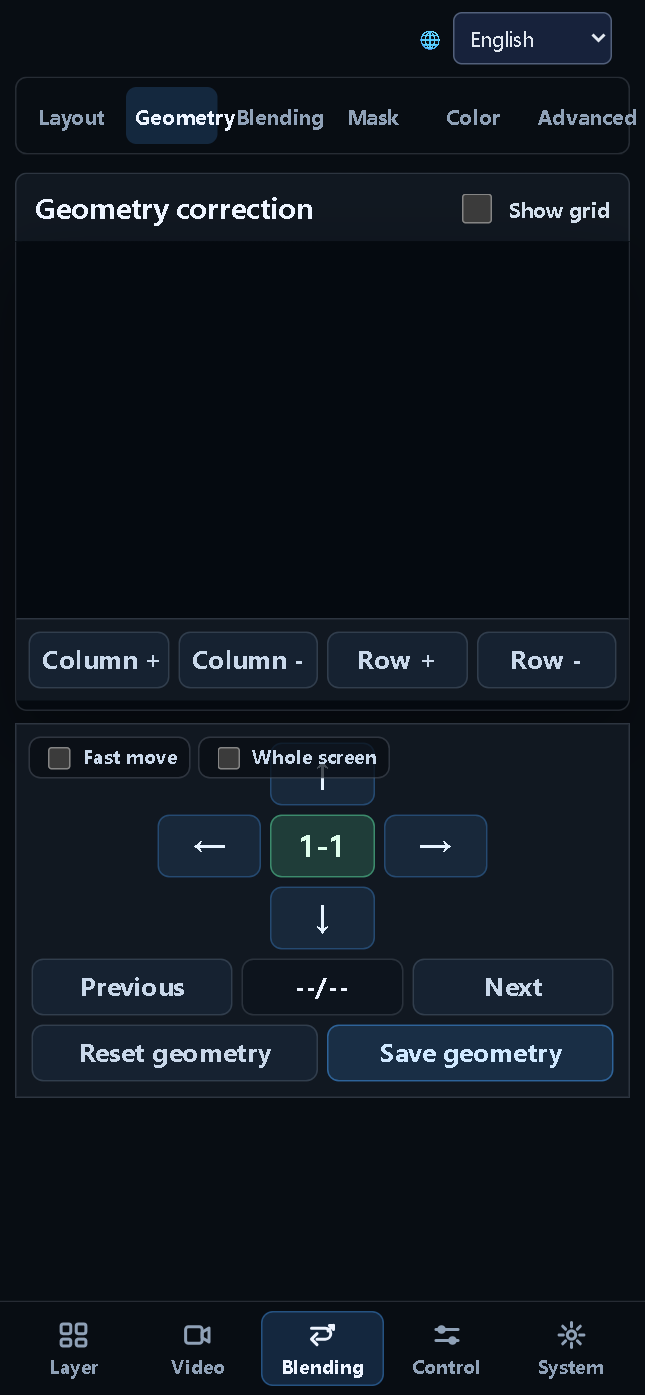 English
Layout Geometry Blending Mask Color Advanced
Geometry correction Show grid
Column + Column - Row + Row -
Fast move Whole screen
↑
← 1-1 →
↓
Previous --/-- Next
Reset geometry Save geometry
Layer Video Blending Control System